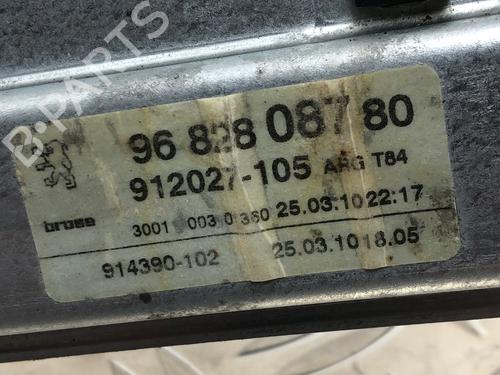 B-PARTS
96 828 087 80
912027-105 ARG T84
brose 3001 003 0 360 25.03.10 22:17
914390-102 25.03.10 18.05